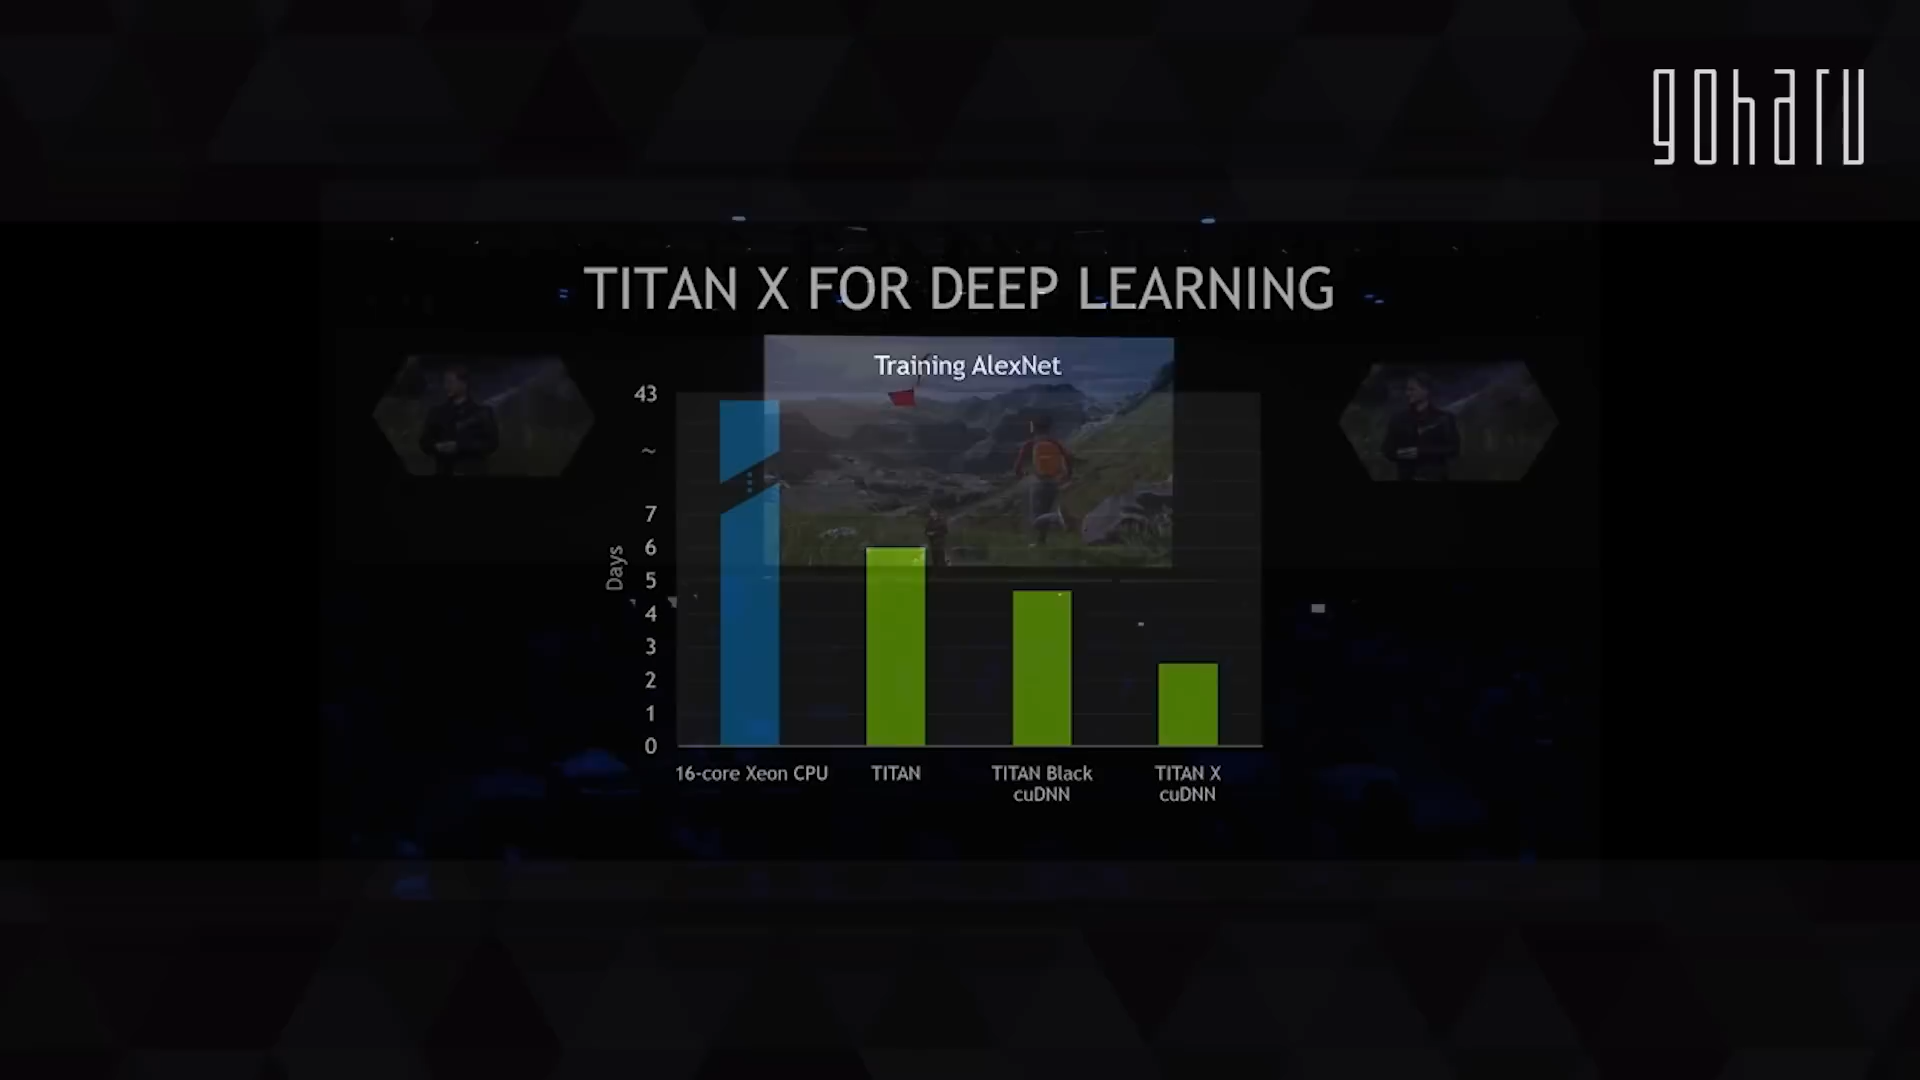 goharu
TITAN X FOR DEEP LEARNING
Training AlexNet
43
~
7
6
5
4
3
2
1
0
Days
16-core Xeon CPU
TITAN
TITAN Black
cuDNN
TITAN X
cuDNN